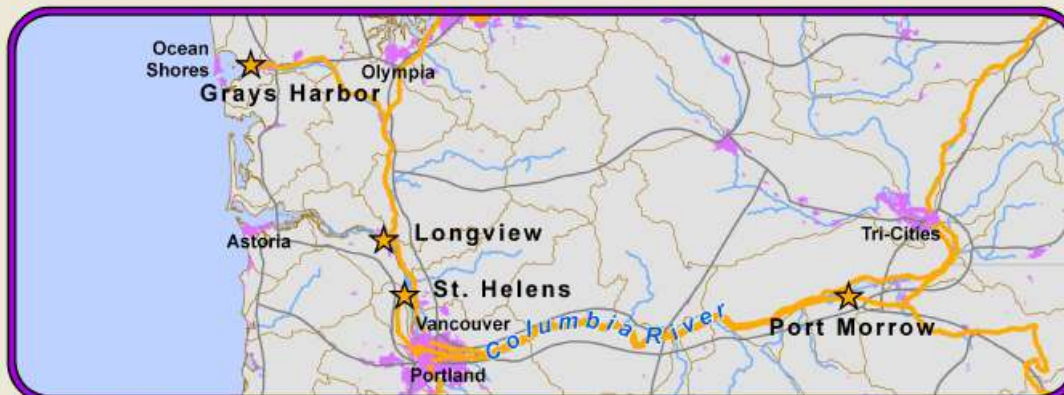 Ocean
Shores
Olympia
Grays Harbor
Astoria
Longview
Tri-Cities
St. Helens
Vancouver
Columbia River
Port Morrow
Portland